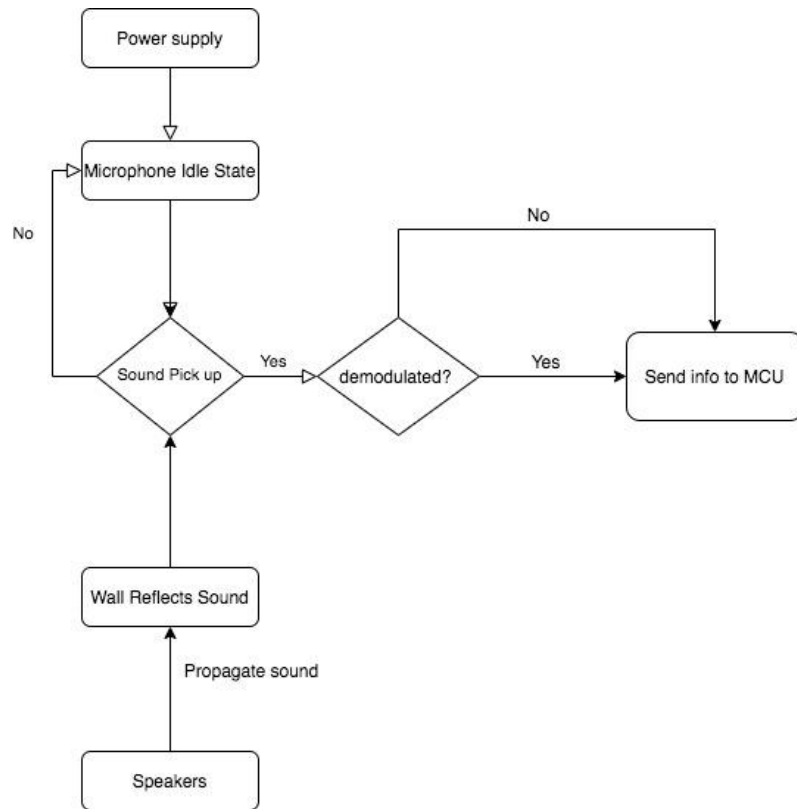 Power supply
Microphone Idle State
No
No
Sound Pick up
Yes
demodulated?
Yes
Send info to MCU
Wall Reflects Sound
Propagate sound
Speakers